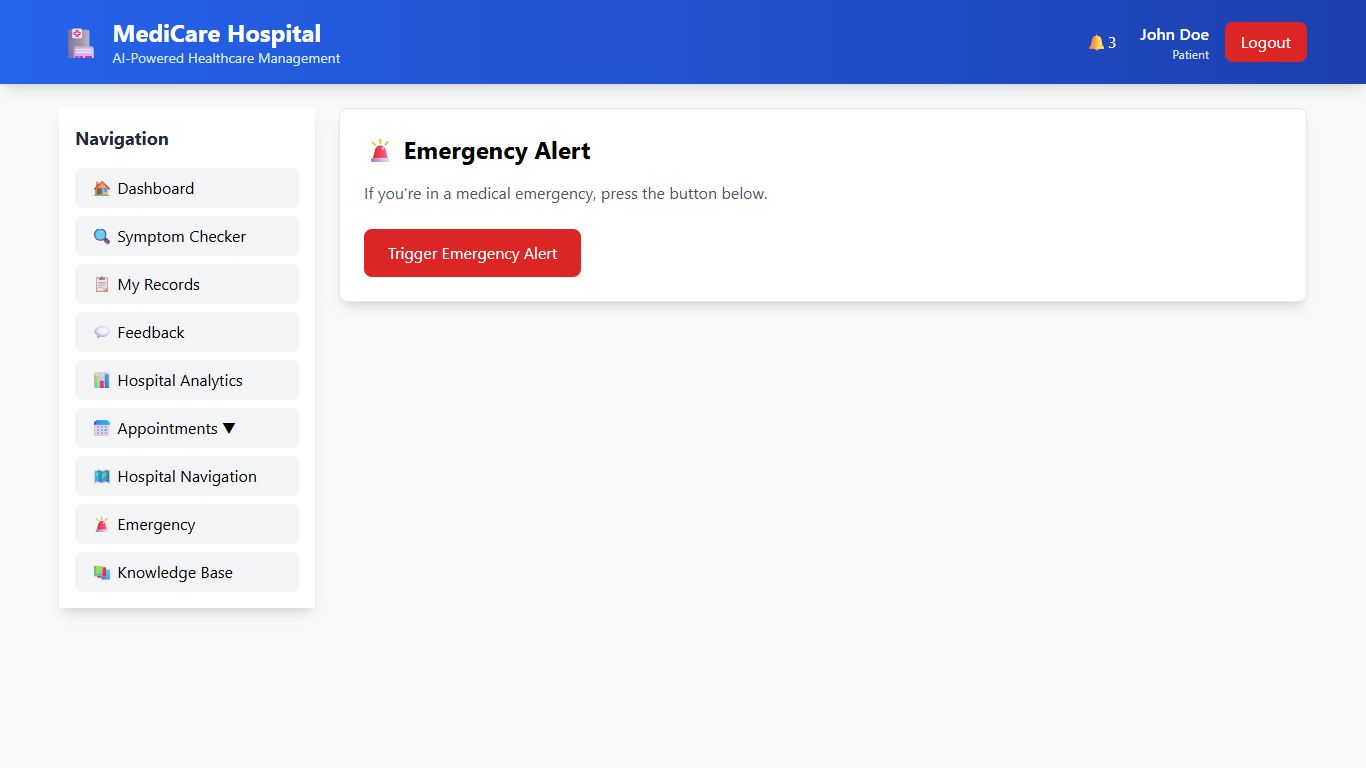 MediCare Hospital
AI-Powered Healthcare Management
3
John Doe
Patient
Logout
Navigation
Dashboard
Symptom Checker
My Records
Feedback
Hospital Analytics
Appointments ▼
Hospital Navigation
Emergency
Knowledge Base
Emergency Alert
If you're in a medical emergency, press the button below.
Trigger Emergency Alert